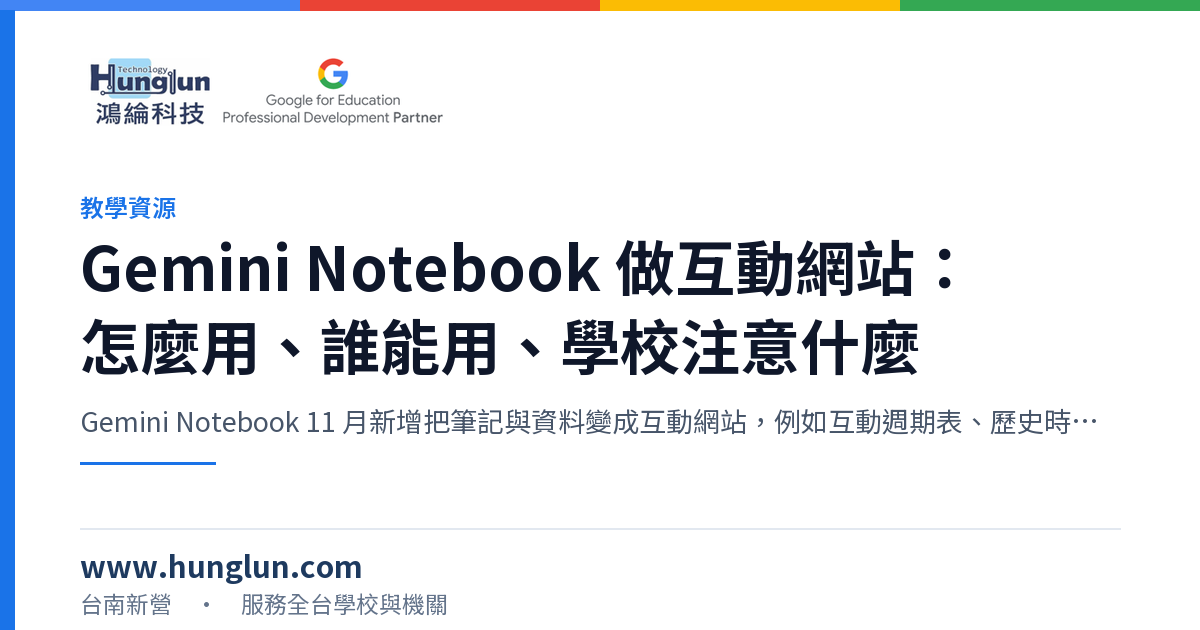 Technology
Hunglun
鴻綸科技
Google for Education
Professional Development Partner
教學資源
Gemini Notebook 做互動網站：
怎麼用、誰能用、學校注意什麼
Gemini Notebook 11 月新增把筆記與資料變成互動網站，例如互動週期表、歷史時…
www.hunglun.com
台南新營 · 服務全台學校與機關